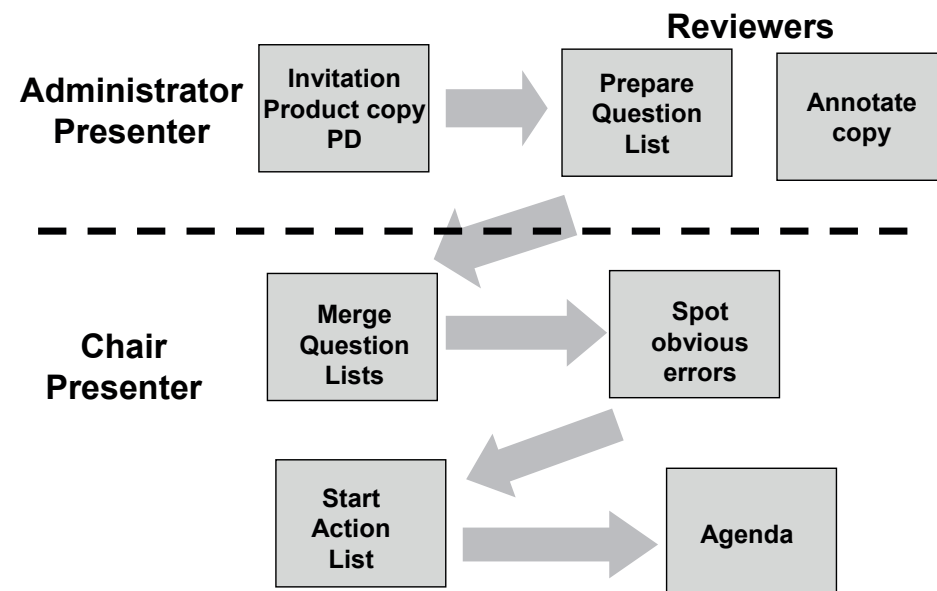 Reviewers
Administrator
Presenter
Invitation
Product copy
PD
Prepare
Question
List
Annotate
copy
Chair
Presenter
Merge
Question
Lists
Spot
obvious
errors
Start
Action
List
Agenda